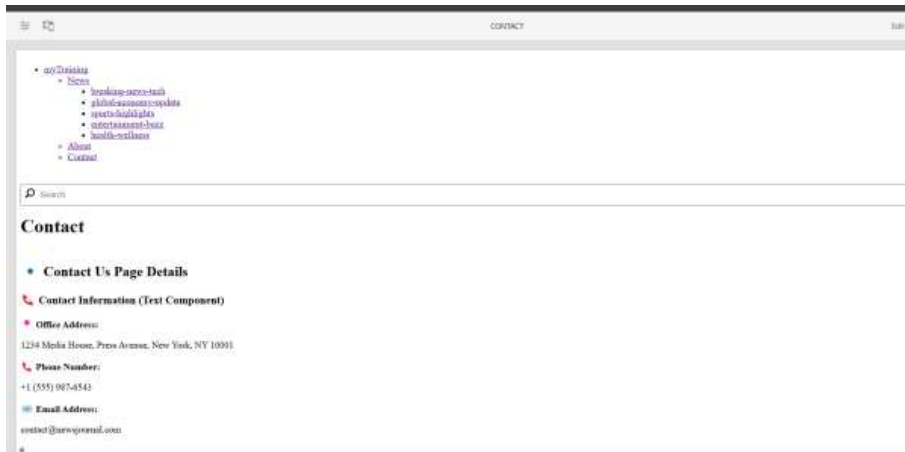 CONTACT
myTraining
News
breaking-news-tech
global-economy-update
sports-highlights
entertainment-buzz
health-wellness
About
Contact
Search
Contact
Contact Us Page Details
Contact Information (Text Component)
Office Address:
1234 Media House, Press Avenue, New York, NY 10001
Phone Number:
+1 (555) 987-6543
Email Address:
contact@newsjournal.com